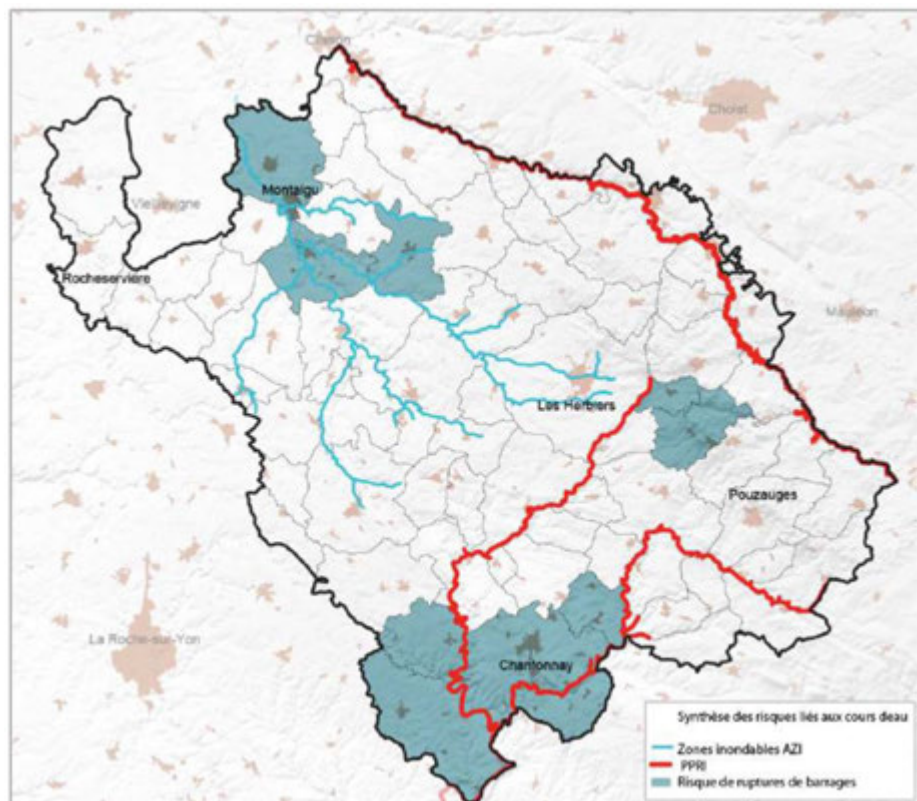 Clisson
Cholet
Montaigu
Vieillevigne
Rocheservière
Mauléon
Les Herbiers
Pouzauges
La Roche-sur-Yon
Chantonnay
Synthèse des risques liés aux cours deau
Zones inondables AZI
PPRI
Risque de ruptures de barrages